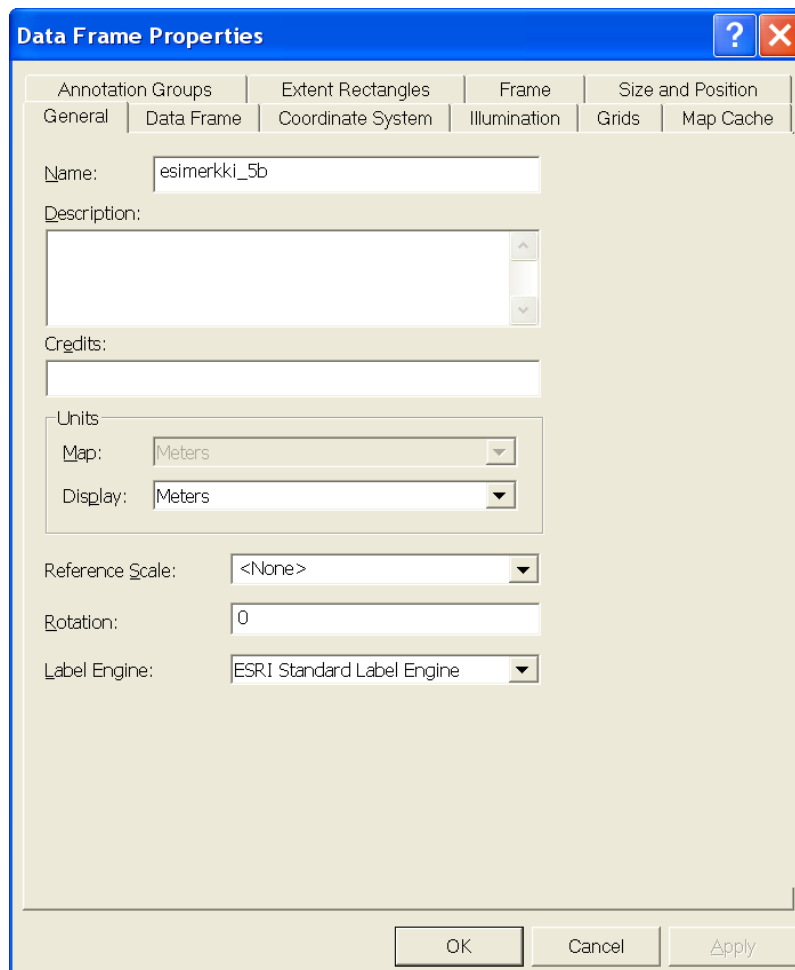 Data Frame Properties
Annotation Groups Extent Rectangles Frame Size and Position
General Data Frame Coordinate System Illumination Grids Map Cache
Name: esimerkki_5b
Description:
Credits:
Units
Map: Meters
Display: Meters
Reference Scale: <None>
Rotation: 0
Label Engine: ESRI Standard Label Engine
OK Cancel Apply